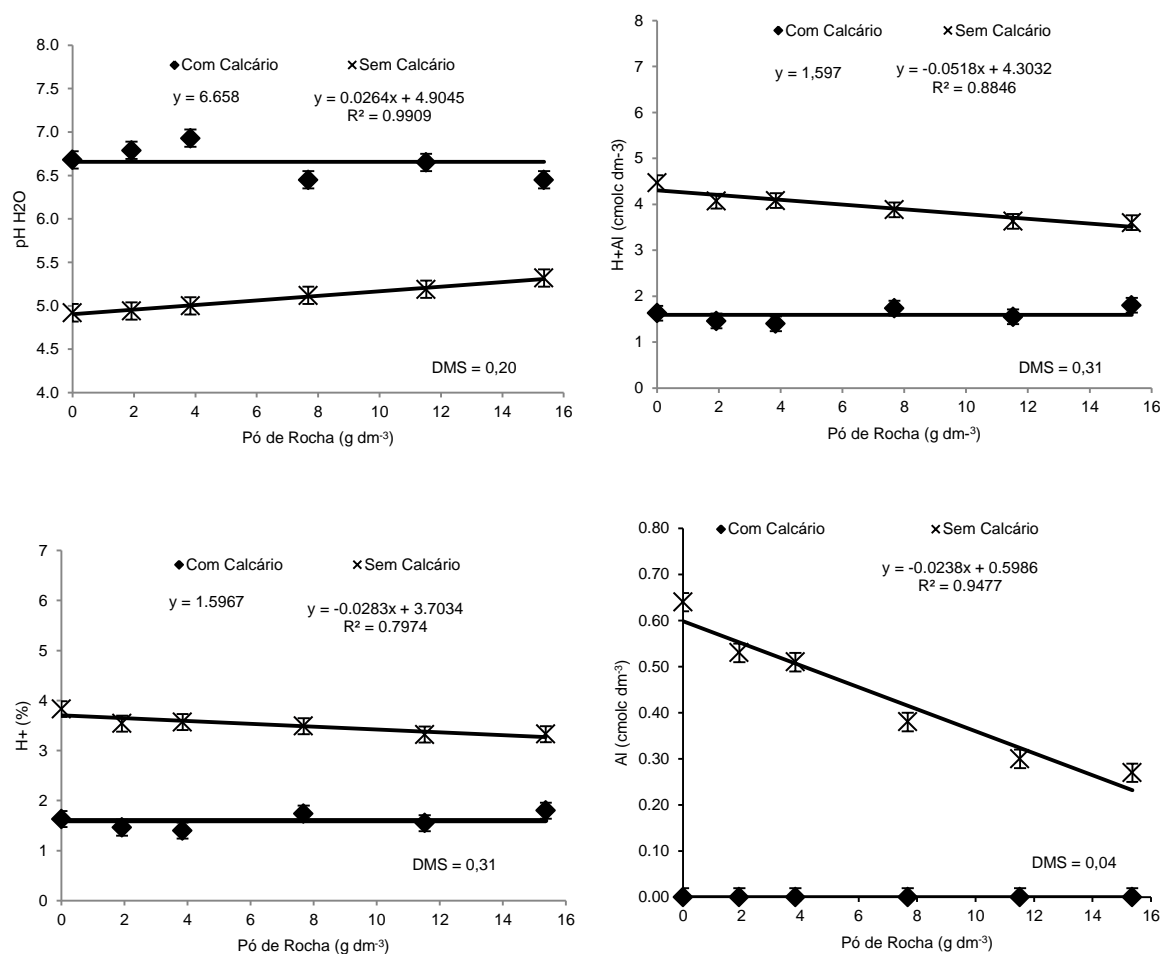 ◆Com Calcário ×Sem Calcário
y = 6.658 y = 0.0264x + 4.9045
R² = 0.9909
8.0
7.5
7.0
6.5
6.0
5.5
5.0
4.5
4.0
pH H2O
DMS = 0,20
0 2 4 6 8 10 12 14 16
Pó de Rocha (g dm-³)
◆Com Calcário ×Sem Calcário
y = 1,597 y = -0.0518x + 4.3032
R² = 0.8846
8
7
6
5
4
3
2
1
0
H+Al (cmolc dm-3)
DMS = 0,31
0 2 4 6 8 10 12 14 16
Pó de Rocha (g dm-³)
◆Com Calcário ×Sem Calcário
y = 1.5967 y = -0.0283x + 3.7034
R² = 0.7974
7
6
5
4
3
2
1
0
H+ (%)
DMS = 0,31
0 2 4 6 8 10 12 14 16
Pó de Rocha (g dm-³)
◆Com Calcário ×Sem Calcário
y = -0.0238x + 0.5986
R² = 0.9477
0.80
0.70
0.60
0.50
0.40
0.30
0.20
0.10
0.00
Al (cmolc dm-³)
DMS = 0,04
0 2 4 6 8 10 12 14 16
Pó de Rocha (g dm-³)